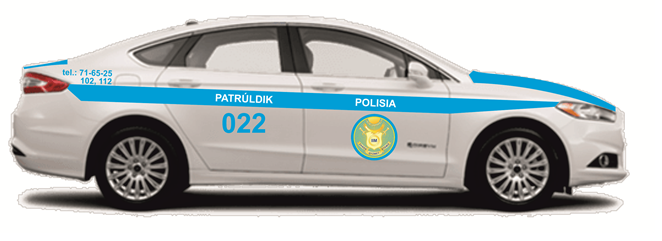 tel.: 71-65-25
102, 112
PATRÚLDIK POLISIA
022